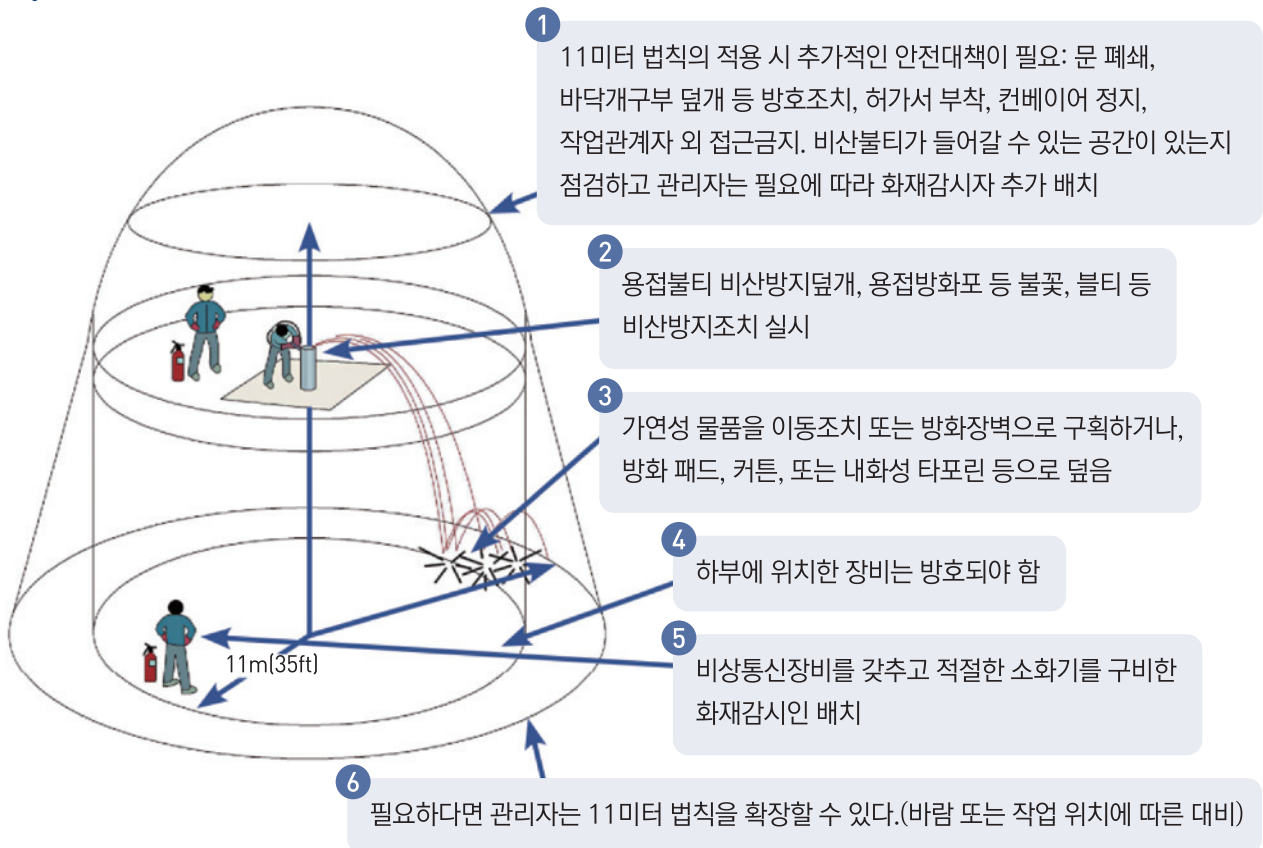 1
11미터 법칙의 적용 시 추가적인 안전대책이 필요: 문 폐쇄,
바닥개구부 덮개 등 방호조치, 허가서 부착, 컨베이어 정지,
작업관계자 외 접근금지. 비산불티가 들어갈 수 있는 공간이 있는지
점검하고 관리자는 필요에 따라 화재감시자 추가 배치
2
용접불티 비산방지덮개, 용접방화포 등 불꽃, 블티 등
비산방지조치 실시
3
가연성 물품을 이동조치 또는 방화장벽으로 구획하거나,
방화 패드, 커튼, 또는 내화성 타포린 등으로 덮음
4
하부에 위치한 장비는 방호되야 함
5
비상통신장비를 갖추고 적절한 소화기를 구비한
화재감시인 배치
11m(35ft)
6
필요하다면 관리자는 11미터 법칙을 확장할 수 있다.(바람 또는 작업 위치에 따른 대비)